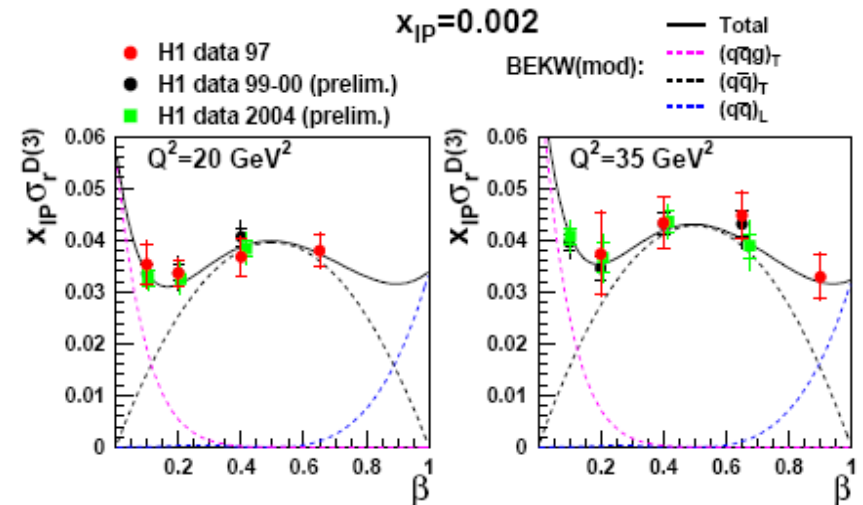 x_IP=0.002
H1 data 97
H1 data 99-00 (prelim.)
H1 data 2004 (prelim.)
BEKW(mod):
Total
(qq̅g)_T
(qq̅)_T
(qq̅)_L
x_IP σ_r^D(3)
Q²=20 GeV²
0.06
0.05
0.04
0.03
0.02
0.01
0
0.2 0.4 0.6 0.8 1
β
x_IP σ_r^D(3)
Q²=35 GeV²
0.06
0.05
0.04
0.03
0.02
0.01
0
0.2 0.4 0.6 0.8 1
β